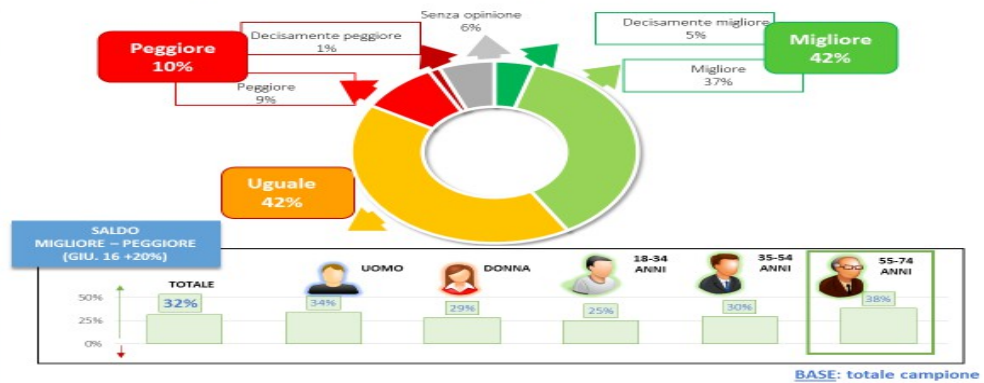 Senza opinione
6%
Decisamente peggiore
1%
Peggiore
10%
Peggiore
9%
Decisamente migliore
5%
Migliore
42%
Migliore
37%
Uguale
42%
SALDO
MIGLIORE – PEGGIORE
(GIU. 16 +20%)
TOTALE
UOMO
DONNA
18-34
ANNI
35-54
ANNI
55-74
ANNI
50%
25%
0%
32%
34%
29%
25%
30%
38%
BASE: totale campione